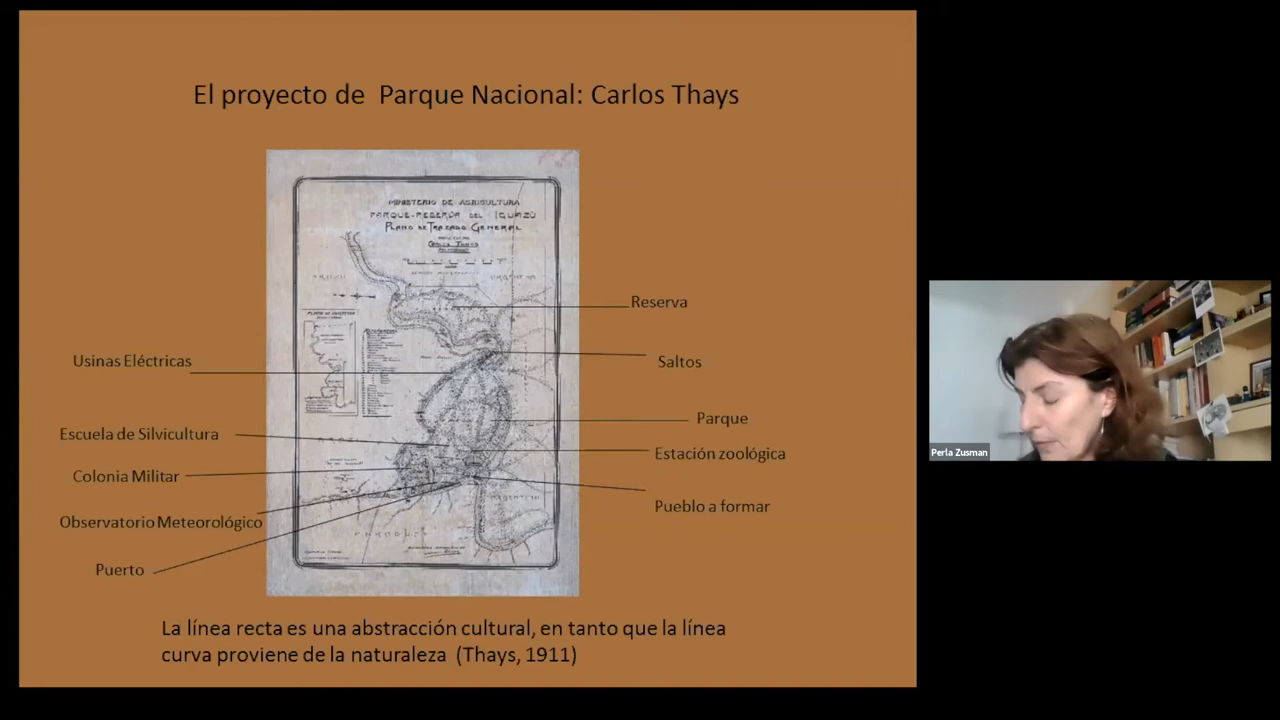 El proyecto de Parque Nacional: Carlos Thays
MINISTERIO DE AGRICULTURA
PARQUE-RESERVA DEL IGUAZÚ
PLANO DE TRAZADO GENERAL
Reserva
Saltos
Usinas Eléctricas
Parque
Escuela de Silvicultura
Estación zoológica
Colonia Militar
Pueblo a formar
Observatorio Meteorológico
Puerto
La línea recta es una abstracción cultural, en tanto que la línea
curva proviene de la naturaleza (Thays, 1911)
Perla Zusman